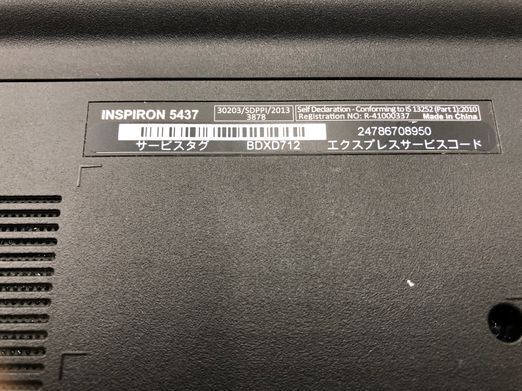 INSPIRON 5437
30203/SDPPI/2013
3878
Self Declaration - Conforming to IS 13252 (Part 1):2010
Registration NO: R-41000337 Made in China
24786708950
サービスタグ BDXD712 エクスプレスサービスコード